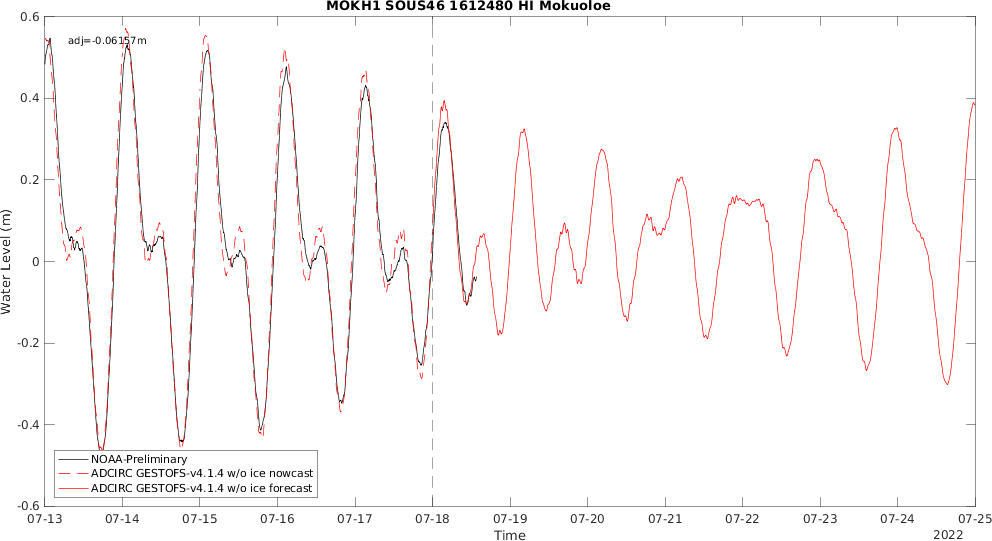 MOKH1 SOUS46 1612480 HI Mokuoloe
adj=-0.06157m
Water Level (m)
0.6
0.4
0.2
0
-0.2
-0.4
-0.6
NOAA-Preliminary
ADCIRC GESTOFS-v4.1.4 w/o ice nowcast
ADCIRC GESTOFS-v4.1.4 w/o ice forecast
07-13 07-14 07-15 07-16 07-17 07-18 07-19 07-20 07-21 07-22 07-23 07-24 07-25
Time
2022